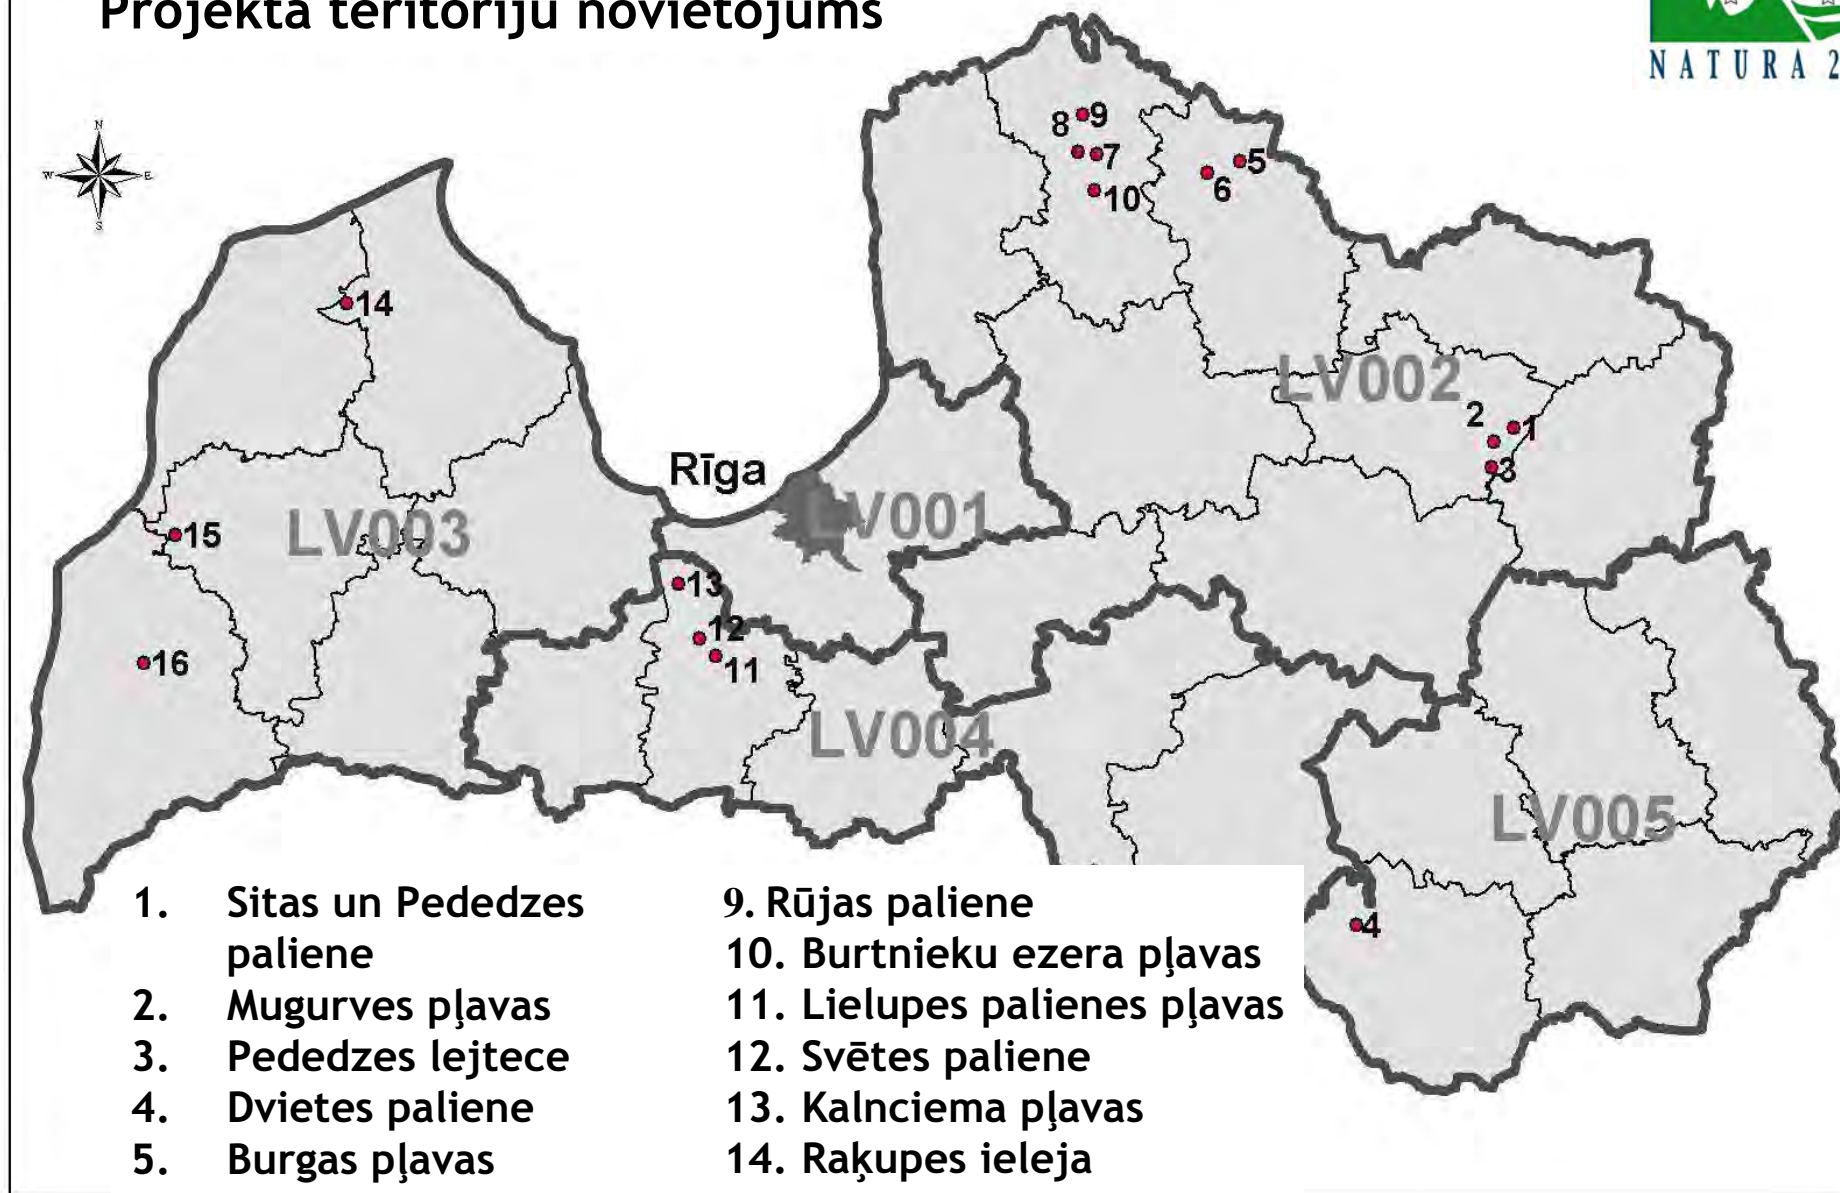 Projekta teritoriju novietojums
NATURA 2
N
W E
S
8 9
7
5
6
10
14
LV002
2
1
3
Rīga
LV001
15
LV003
13
12
16
11
LV004
LV005
4
1. Sitas un Pededzes
paliene
2. Mugurves pļavas
3. Pededzes lejtece
4. Dvietes paliene
5. Burgas pļavas
9. Rūjas paliene
10. Burtnieku ezera pļavas
11. Lielupes palienes pļavas
12. Svētes paliene
13. Kalnciema pļavas
14. Raķupes ieleja